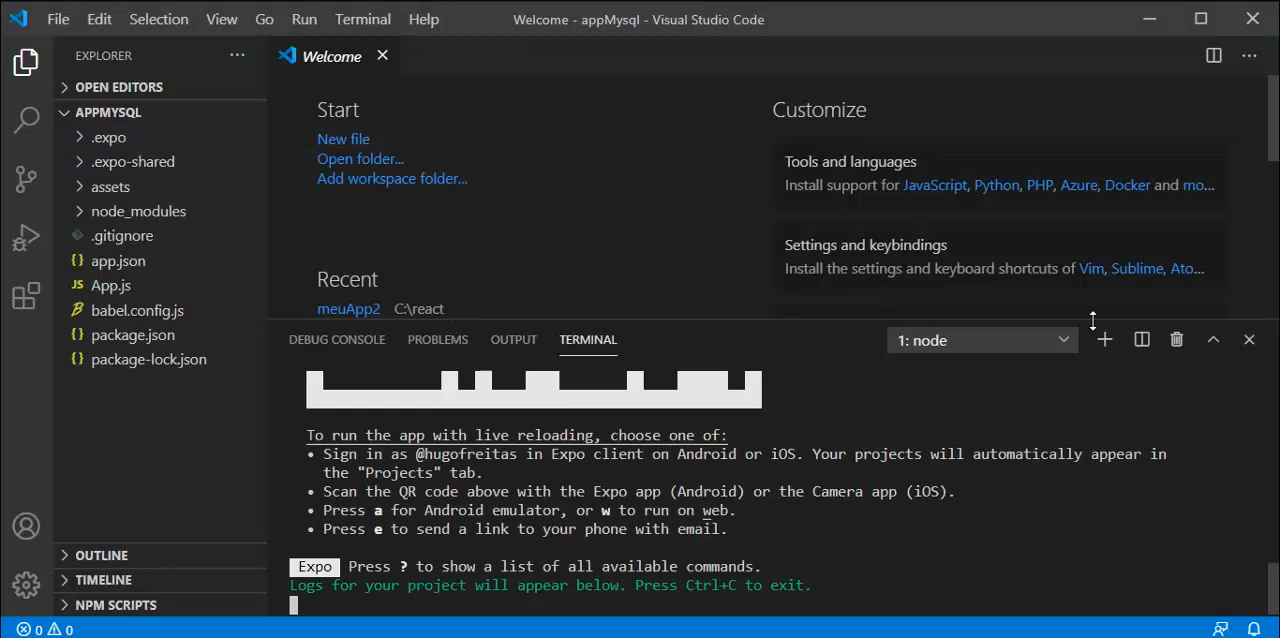 File Edit Selection View Go Run Terminal Help Welcome - appMysql - Visual Studio Code
EXPLORER
OPEN EDITORS
APPMYSQL
.expo
.expo-shared
assets
node_modules
.gitignore
app.json
App.js
babel.config.js
package.json
package-lock.json
OUTLINE
TIMELINE
NPM SCRIPTS
Welcome
Start
New file
Open folder...
Add workspace folder...
Recent
meuApp2 C:\react
Customize
Tools and languages
Install support for JavaScript, Python, PHP, Azure, Docker and mo...
Settings and keybindings
Install the settings and keyboard shortcuts of Vim, Sublime, Ato...
DEBUG CONSOLE PROBLEMS OUTPUT TERMINAL 1: node
To run the app with live reloading, choose one of:
• Sign in as @hugofreitas in Expo client on Android or iOS. Your projects will automatically appear in
the "Projects" tab.
• Scan the QR code above with the Expo app (Android) or the Camera app (iOS).
• Press a for Android emulator, or w to run on web.
• Press e to send a link to your phone with email.
Expo Press ? to show a list of all available commands.
Logs for your project will appear below. Press Ctrl+C to exit.
0 0